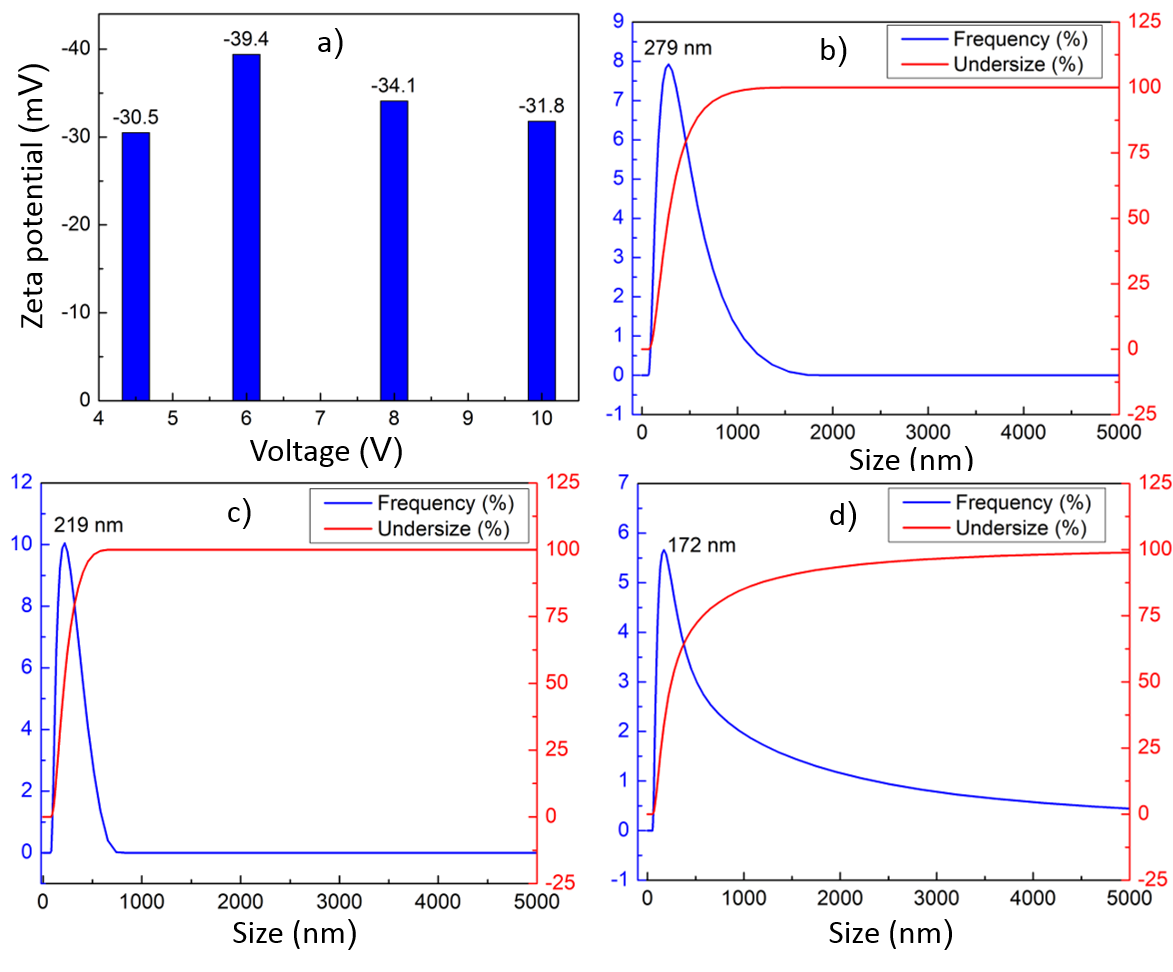 a)
Zeta potential (mV)
-40
-30
-20
-10
0
-30.5
-39.4
-34.1
-31.8
4 5 6 7 8 9 10
Voltage (V)
b)
279 nm
Frequency (%)
Undersize (%)
9
8
7
6
5
4
3
2
1
0
-1
125
100
75
50
25
0
-25
0 1000 2000 3000 4000 5000
Size (nm)
c)
219 nm
Frequency (%)
Undersize (%)
12
10
8
6
4
2
0
125
100
75
50
25
0
-25
0 1000 2000 3000 4000 5000
Size (nm)
d)
172 nm
Frequency (%)
Undersize (%)
7
6
5
4
3
2
1
0
-1
125
100
75
50
25
0
-25
0 1000 2000 3000 4000 5000
Size (nm)